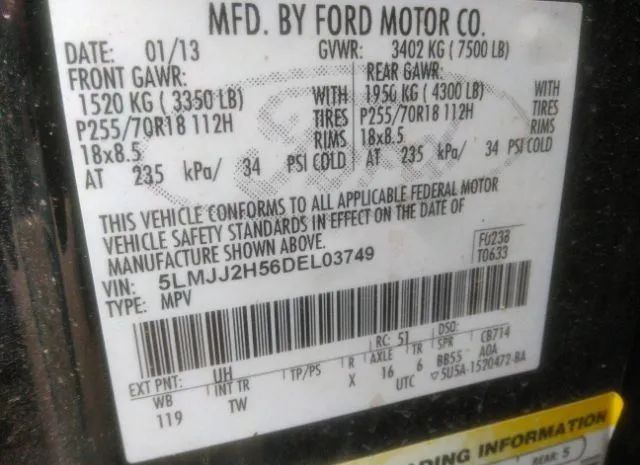 MFD. BY FORD MOTOR CO.
DATE: 01/13 GVWR: 3402 KG ( 7500 LB)
FRONT GAWR: REAR GAWR:
1520 KG ( 3350 LB) WITH 1950 KG ( 4300 LB) WITH
P255/70R18 112H TIRES P255/70R18 112H TIRES
18x8.5 RIMS 18x8.5 RIMS
AT 235 kPa/ 34 PSI COLD AT 235 kPa/ 34 PSI COLD
THIS VEHICLE CONFORMS TO ALL APPLICABLE FEDERAL MOTOR
VEHICLE SAFETY STANDARDS IN EFFECT ON THE DATE OF
MANUFACTURE SHOWN ABOVE.
VIN: 5LMJJ2H56DEL03749
TYPE: MPV
F0238
T0633
EXT PNT: UH RC: 51 DSO:
WB INT TR TP/PS R AXLE TR SPR CB714
119 TW X 16 6 BB55 A0A
UTC ▽5U5A-1520472-BA
LOADING INFORMATION
REAR: 5